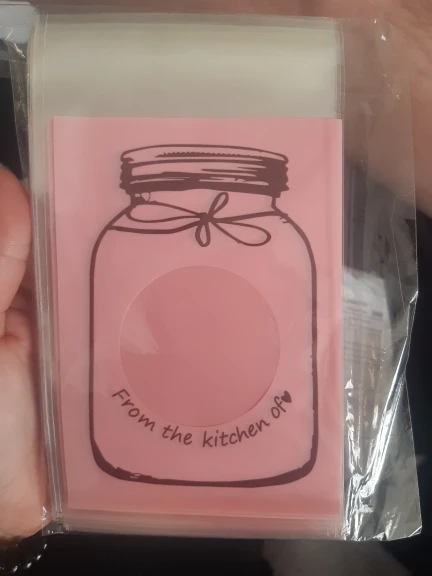 From the kitchen of♥